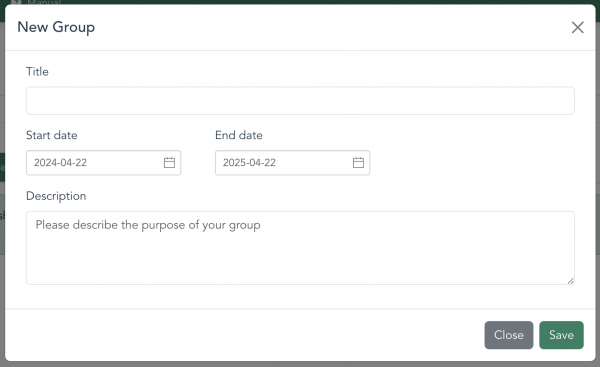 Manual
New Group
Title
Start date
End date
2024-04-22
2025-04-22
Description
Please describe the purpose of your group
Close
Save